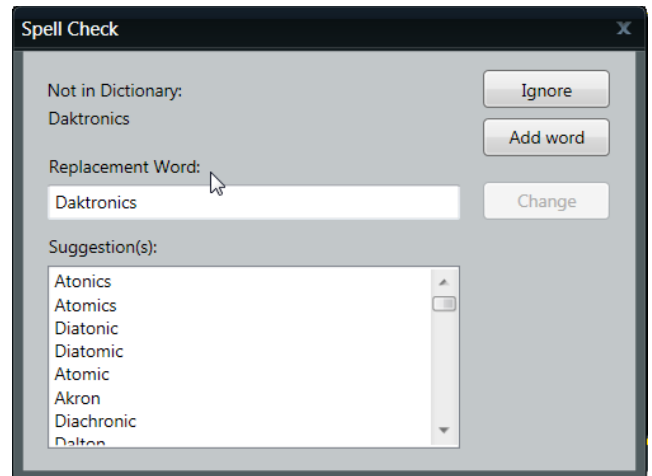 Spell Check
x
Not in Dictionary:
Daktronics
Ignore
Add word
Replacement Word:
Daktronics
Change
Suggestion(s):
Atonics
Atomics
Diatonic
Diatomic
Atomic
Akron
Diachronic
Dalton